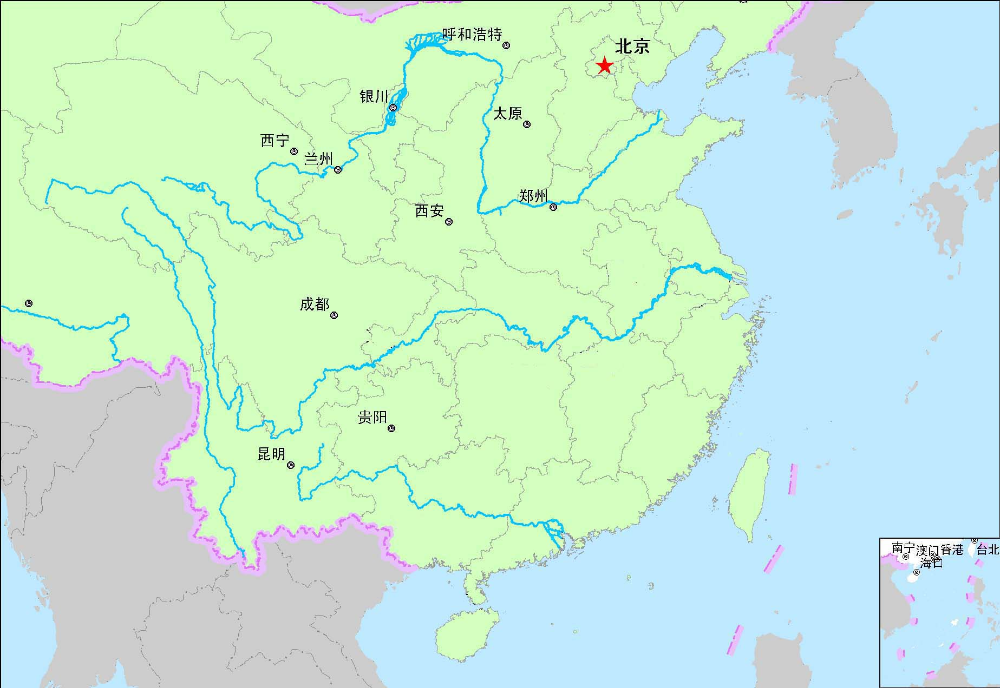 呼和浩特
北京
银川
太原
西宁
兰州
郑州
西安
成都
贵阳
昆明
南宁
澳门
香港
台北
海口